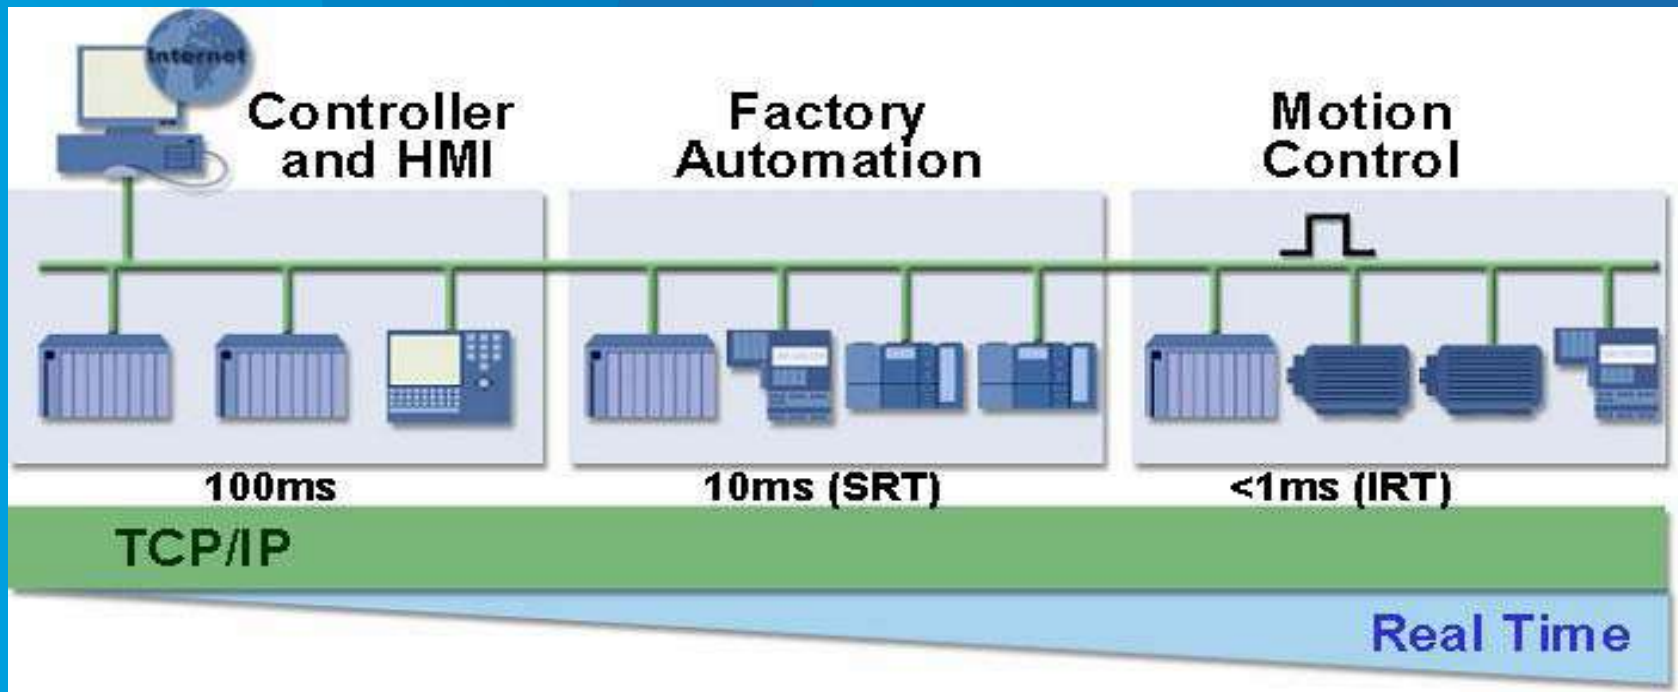 Internet
Controller
and HMI
Factory
Automation
Motion
Control
100ms
10ms (SRT)
<1ms (IRT)
TCP/IP
Real Time